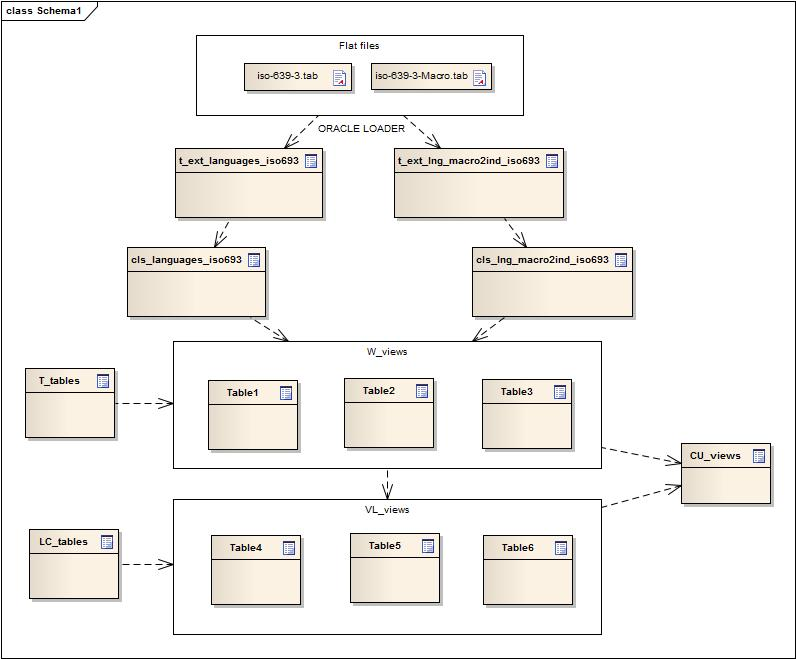 class Schema1
Flat files
iso-639-3.tab
iso-639-3-Macro.tab
ORACLE LOADER
t_ext_languages_iso693
t_ext_lng_macro2ind_iso693
cls_languages_iso693
cls_lng_macro2ind_iso693
W_views
T_tables
Table1
Table2
Table3
CU_views
VL_views
LC_tables
Table4
Table5
Table6